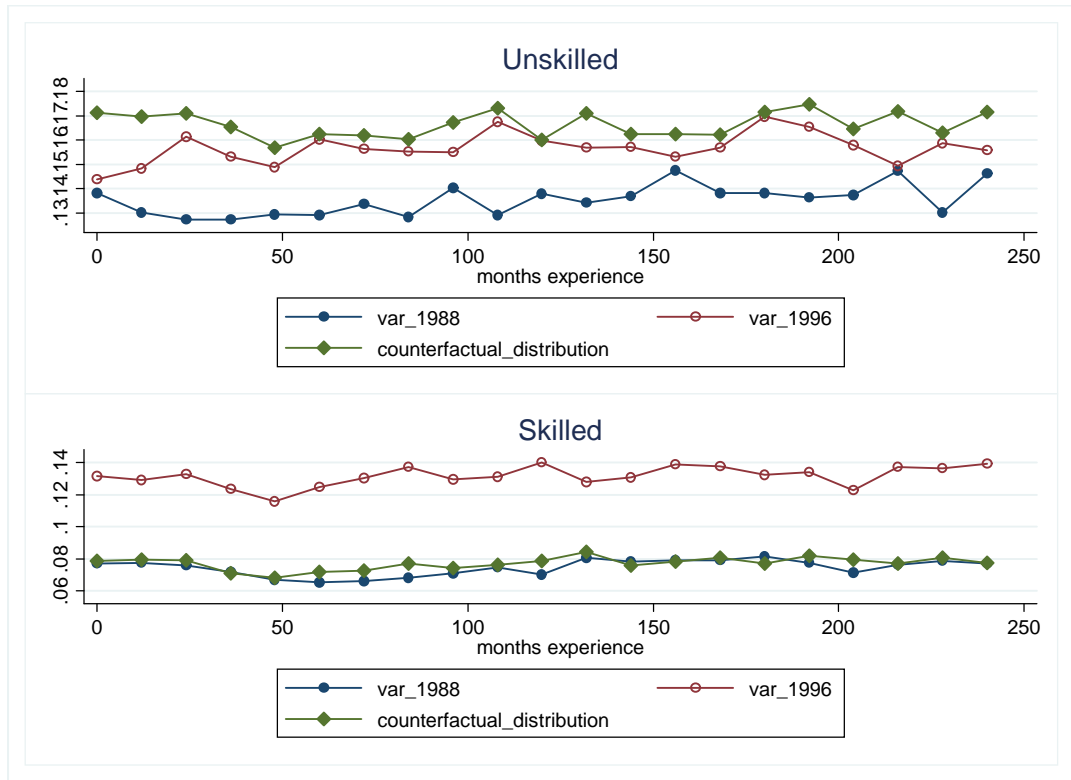 Unskilled
.13.14.15.16.17.18
0 50 100 150 200 250
months experience
var_1988 var_1996
counterfactual_distribution
Skilled
.06 .08 .1 .12 .14
0 50 100 150 200 250
months experience
var_1988 var_1996
counterfactual_distribution